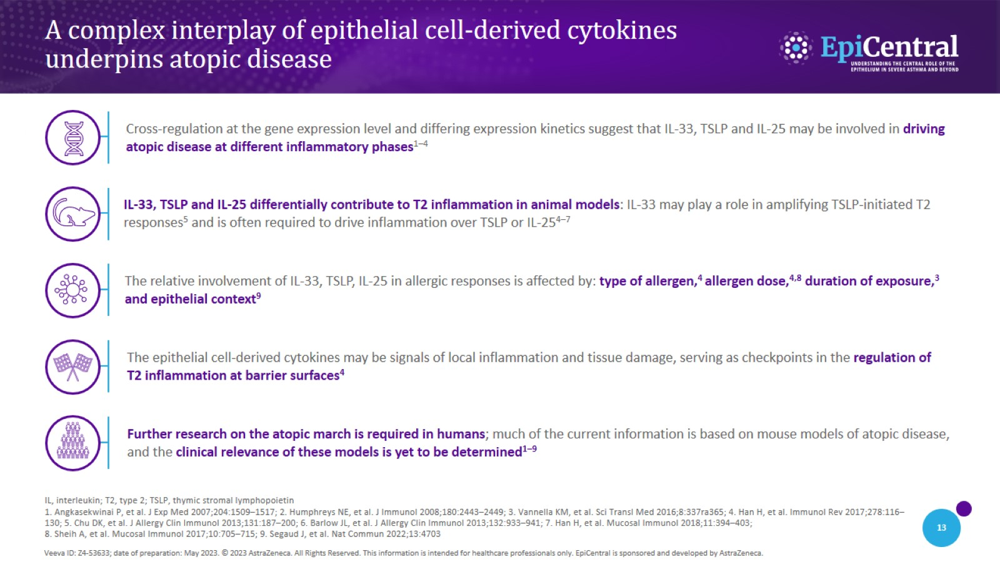 A complex interplay of epithelial cell-derived cytokines
underpins atopic disease
EpiCentral
UNDERSTANDING THE CENTRAL ROLE OF THE
EPITHELIUM IN SEVERE ASTHMA AND BEYOND
Cross-regulation at the gene expression level and differing expression kinetics suggest that IL-33, TSLP and IL-25 may be involved in driving
atopic disease at different inflammatory phases1–4
IL-33, TSLP and IL-25 differentially contribute to T2 inflammation in animal models: IL-33 may play a role in amplifying TSLP-initiated T2
responses5 and is often required to drive inflammation over TSLP or IL-254–7
The relative involvement of IL-33, TSLP, IL-25 in allergic responses is affected by: type of allergen,4 allergen dose,4,8 duration of exposure,3
and epithelial context9
The epithelial cell-derived cytokines may be signals of local inflammation and tissue damage, serving as checkpoints in the regulation of
T2 inflammation at barrier surfaces4
Further research on the atopic march is required in humans; much of the current information is based on mouse models of atopic disease,
and the clinical relevance of these models is yet to be determined1–9
IL, interleukin; T2, type 2; TSLP, thymic stromal lymphopoietin
1. Angkasekwinai P, et al. J Exp Med 2007;204:1509–1517; 2. Humphreys NE, et al. J Immunol 2008;180:2443–2449; 3. Vannella KM, et al. Sci Transl Med 2016;8:337ra365; 4. Han H, et al. Immunol Rev 2017;278:116–
130; 5. Chu DK, et al. J Allergy Clin Immunol 2013;131:187–200; 6. Barlow JL, et al. J Allergy Clin Immunol 2013;132:933–941; 7. Han H, et al. Mucosal Immunol 2018;11:394–403;
8. Sheih A, et al. Mucosal Immunol 2017;10:705–715; 9. Segaud J, et al. Nat Commun 2022;13:4703
13
Veeva ID: Z4-53633; date of preparation: May 2023. © 2023 AstraZeneca. All Rights Reserved. This information is intended for healthcare professionals only. EpiCentral is sponsored and developed by AstraZeneca.